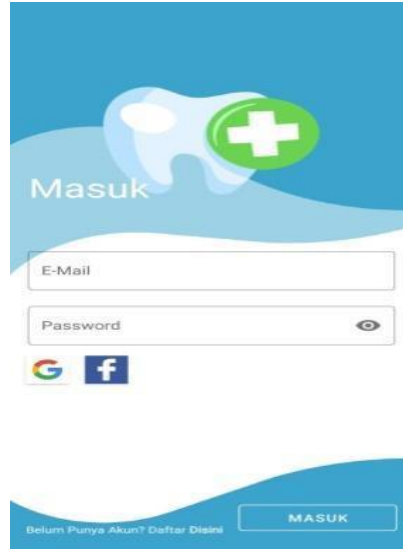 Masuk
E-Mail
Password
G f
Belum Punya Akun? Daftar Disini
MASUK